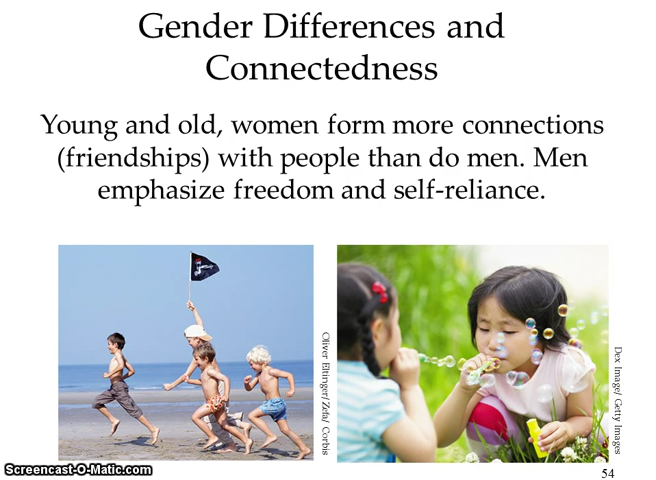 Gender Differences and
Connectedness
Young and old, women form more connections
(friendships) with people than do men. Men
emphasize freedom and self-reliance.
Oliver Eltinger/Zefa/ Corbis
Dex Image/ Getty Images
Screencast-O-Matic.com
54